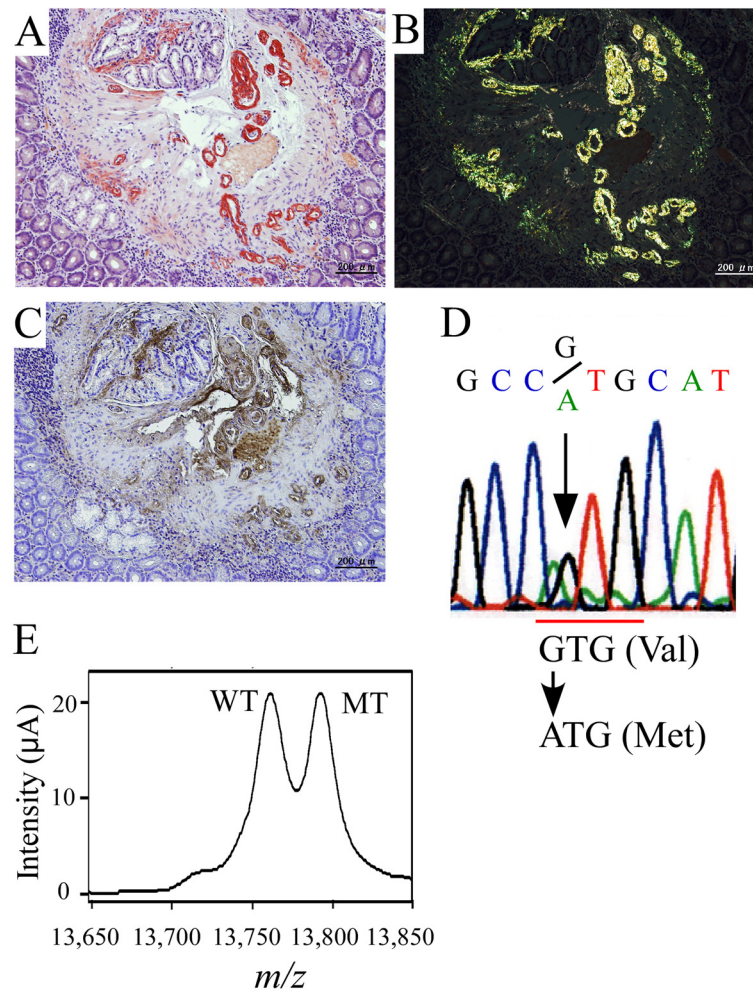 A
B
200 μm
200 μm
C
200 μm
D
G
G C C A T G C A T
GTG (Val)
ATG (Met)
E
WT MT
Intensity (μA)
20
10
0
13,650 13,700 13,750 13,800 13,850
m/z